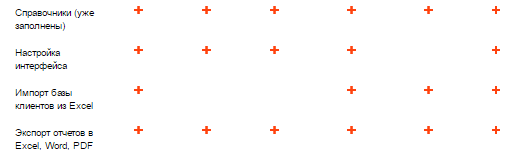 Справочники (уже + + + + + +
заполнены)
Настройка + + + + +
интерфейса
Импорт базы + + + +
клиентов из Excel
Экспорт отчетов в + + + + + +
Excel, Word, PDF